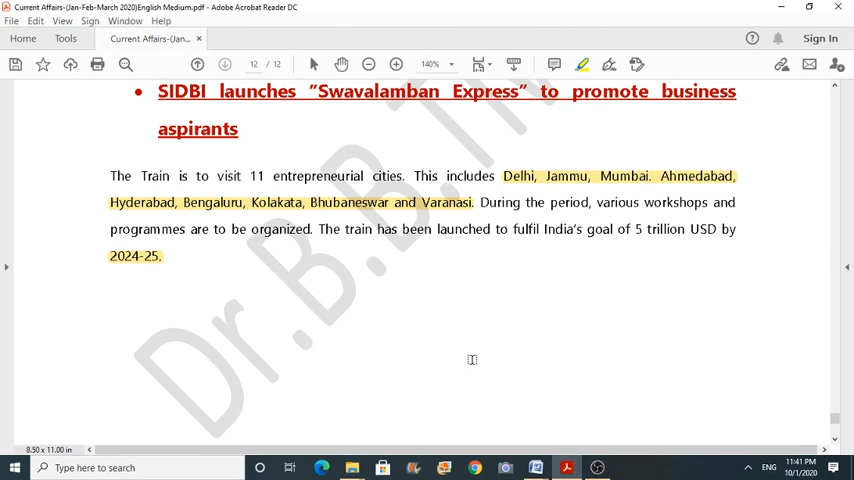 Current Affairs-(Jan-Feb-March 2020)English Medium.pdf - Adobe Acrobat Reader DC
File Edit View Sign Window Help
Home Tools Current Affairs-(Jan-... × Sign In
12 / 12 140%
• SIDBI launches “Swavalamban Express” to promote business
aspirants
The Train is to visit 11 entrepreneurial cities. This includes Delhi, Jammu, Mumbai. Ahmedabad,
Hyderabad, Bengaluru, Kolakata, Bhubaneswar and Varanasi. During the period, various workshops and
programmes are to be organized. The train has been launched to fulfil India’s goal of 5 trillion USD by
2024-25.
8.50 x 11.00 in
Type here to search
ENG
11:41 PM
10/1/2020